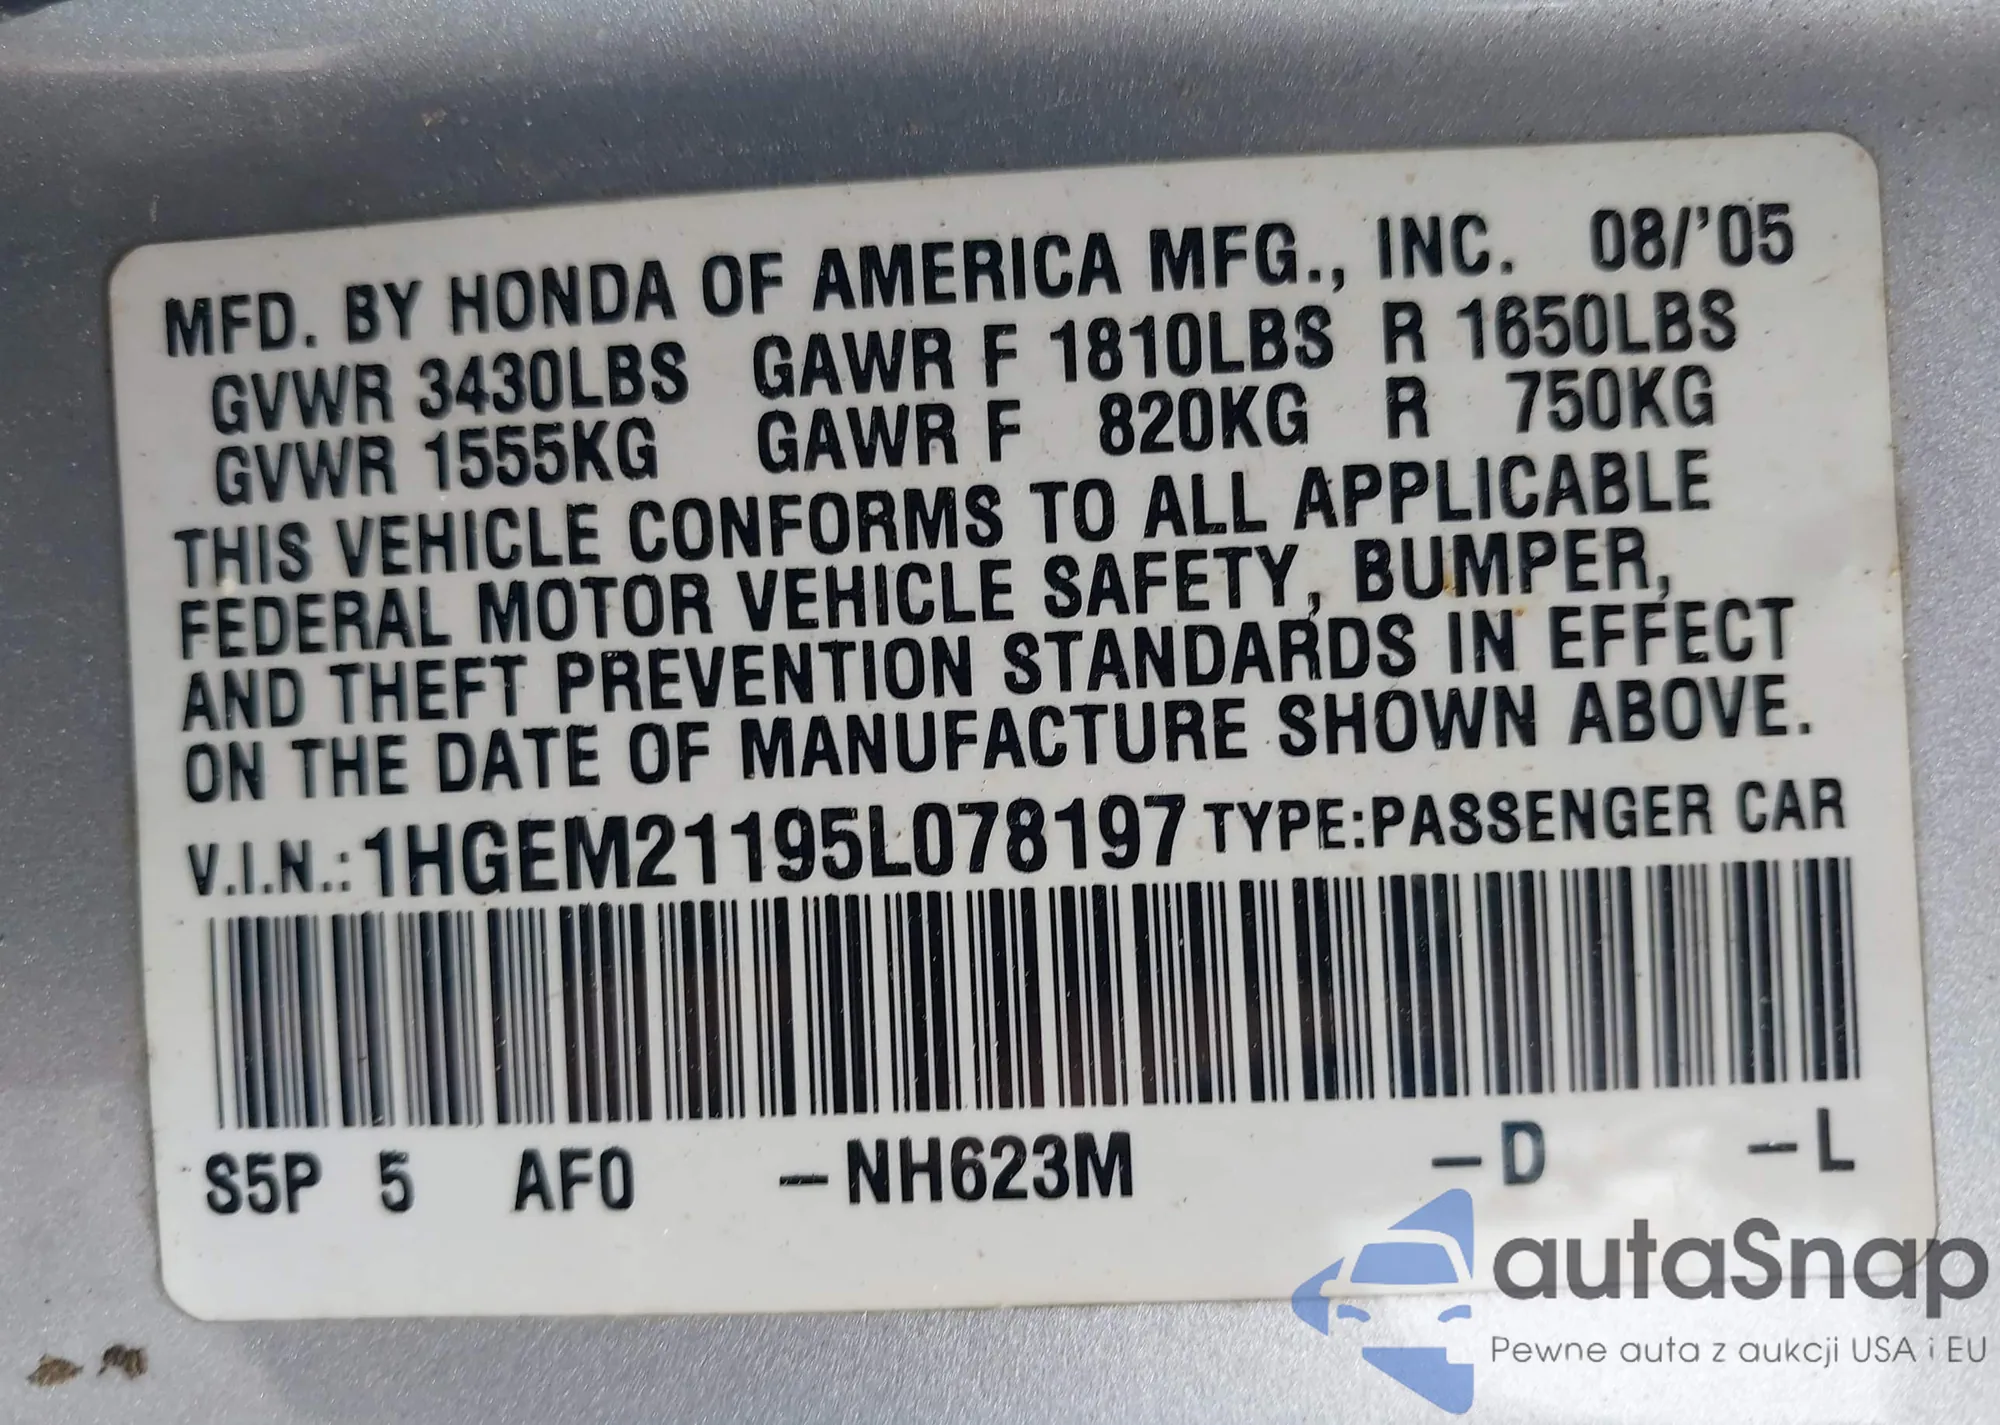 MFD. BY HONDA OF AMERICA MFG., INC. 08/'05
GVWR 3430LBS GAWR F 1810LBS R 1650LBS
GVWR 1555KG GAWR F 820KG R 750KG
THIS VEHICLE CONFORMS TO ALL APPLICABLE
FEDERAL MOTOR VEHICLE SAFETY, BUMPER,
AND THEFT PREVENTION STANDARDS IN EFFECT
ON THE DATE OF MANUFACTURE SHOWN ABOVE.
V.I.N.: 1HGEM21195L078197 TYPE:PASSENGER CAR
S5P 5 AF0 -NH623M -D -L
autaSnap
Pewne auta z aukcji USA i EU